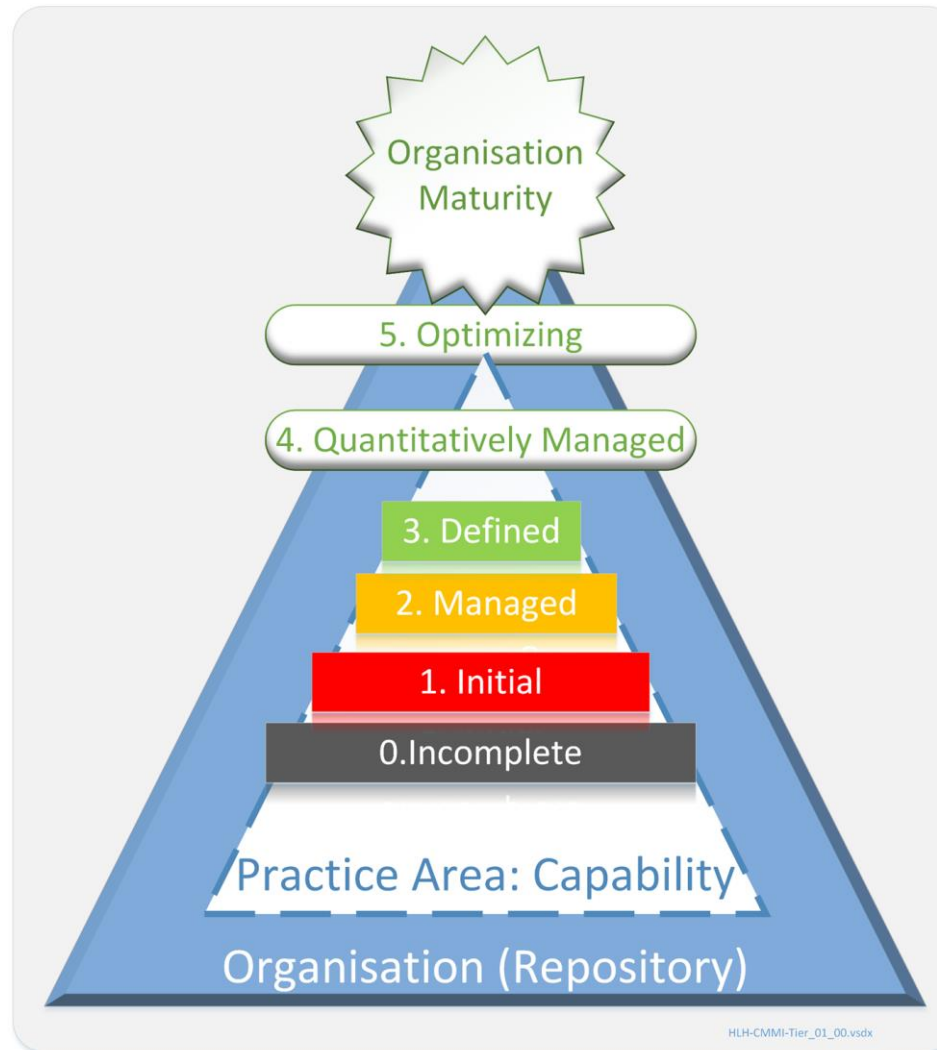 Organisation
Maturity
5. Optimizing
4. Quantitatively Managed
3. Defined
2. Managed
1. Initial
0.Incomplete
Practice Area: Capability
Organisation (Repository)
HLH-CMMI-Tier_01_00.vsdx